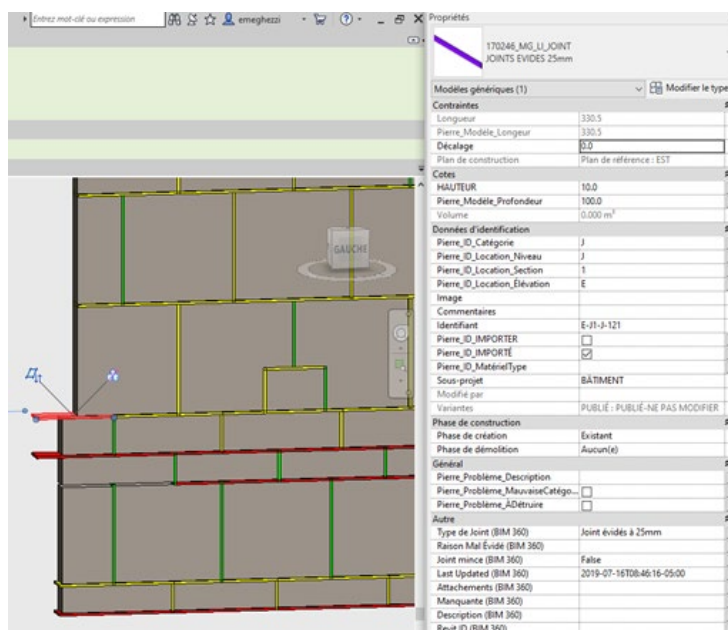 Entrez mot-clé ou expression
emeghezzi
GAUCHE
Propriétés
170246_MG_LI_JOINT
JOINTS EVIDES 25mm
Modèles génériques (1)
Modifier le type
Contraintes
Longueur 330.5
Pierre_Modèle_Longeur 330.5
Décalage 0.0
Plan de construction Plan de référence : EST
Cotes
HAUTEUR 10.0
Pierre_Modèle_Profondeur 100.0
Volume 0.000 m³
Données d'identification
Pierre_ID_Catégorie J
Pierre_ID_Location_Niveau J
Pierre_ID_Location_Section 1
Pierre_ID_Location_Élévation E
Image
Commentaires
Identifiant E-J1-J-121
Pierre_ID_IMPORTER
Pierre_ID_IMPORTÉ
Pierre_ID_MatérielType
Sous-projet BÂTIMENT
Modifié par
Variantes PUBLIÉ : PUBLIÉ-NE PAS MODIFIER
Phase de construction
Phase de création Existant
Phase de démolition Aucun(e)
Général
Pierre_Problème_Description
Pierre_Problème_MauvaiseCatégo...
Pierre_Problème_ÀDétruire
Autre
Type de Joint (BIM 360) Joint évidés à 25mm
Raison Mal Évidé (BIM 360)
Joint mince (BIM 360) False
Last Updated (BIM 360) 2019-07-16T08:46:16-05:00
Attachements (BIM 360)
Manquante (BIM 360)
Description (BIM 360)
Revit ID (BIM 360)